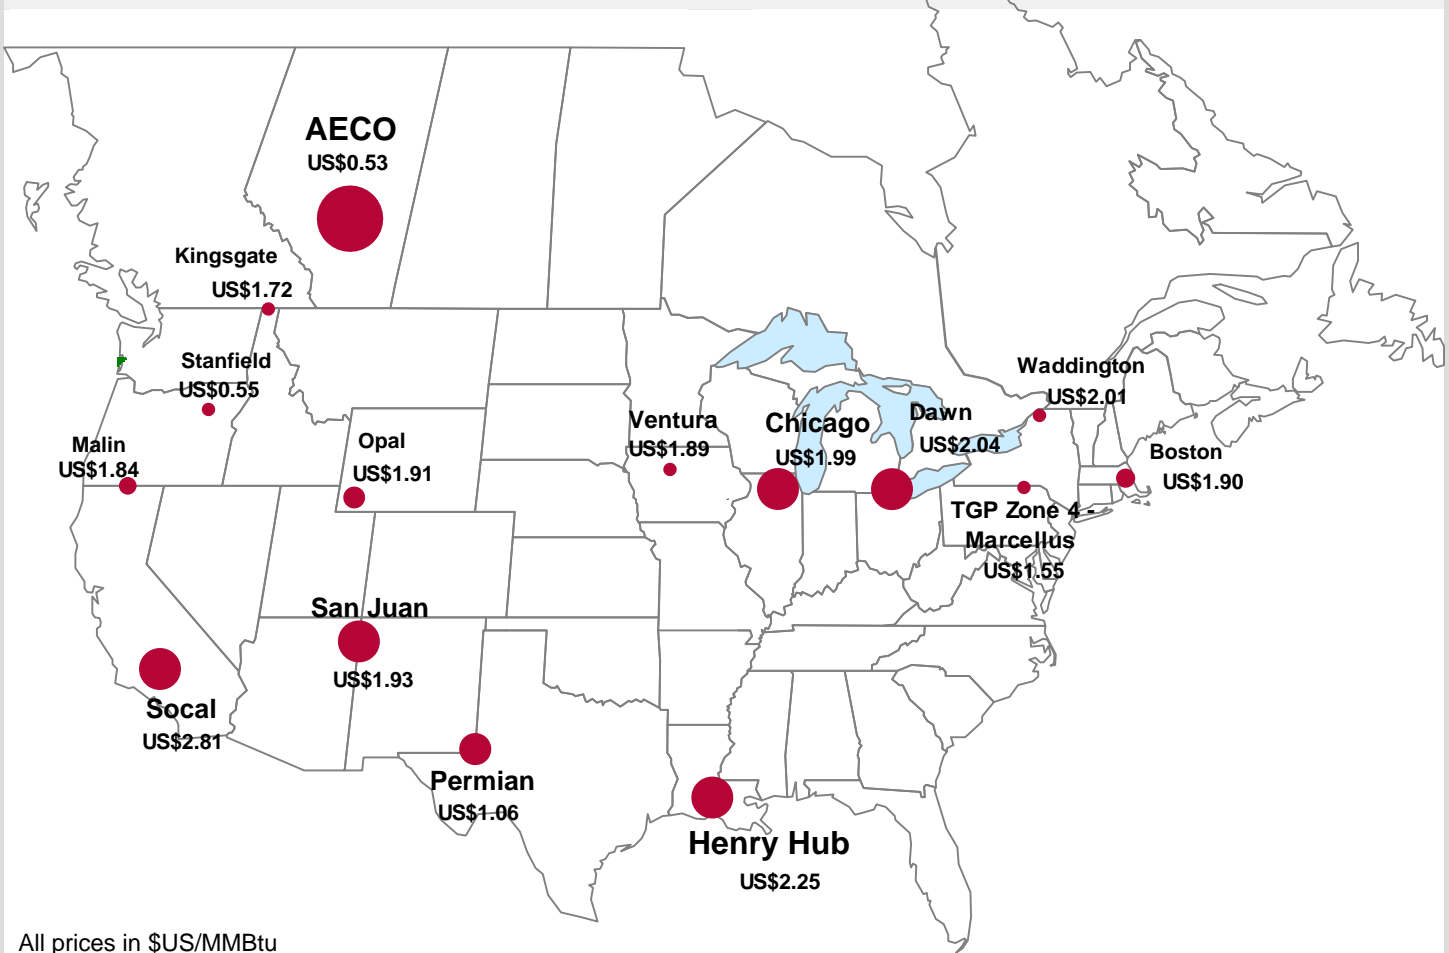 AECO
US$0.53
Kingsgate
US$1.72
Stanfield
US$0.55
Malin
US$1.84
Opal
US$1.91
Ventura
US$1.89
Chicago
US$1.99
Dawn
US$2.04
Waddington
US$2.01
Boston
US$1.90
TGP Zone 4 -
Marcellus
US$1.55
San Juan
US$1.93
Socal
US$2.81
Permian
US$1.06
Henry Hub
US$2.25
All prices in $US/MMBtu